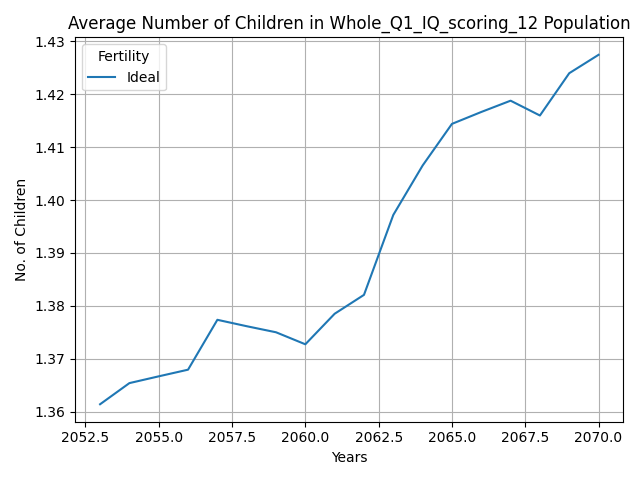 Average Number of Children in Whole_Q1_IQ_scoring_12 Population
Fertility
Ideal
1.43
1.42
1.41
1.40
1.39
1.38
1.37
1.36
No. of Children
2052.5 2055.0 2057.5 2060.0 2062.5 2065.0 2067.5 2070.0
Years